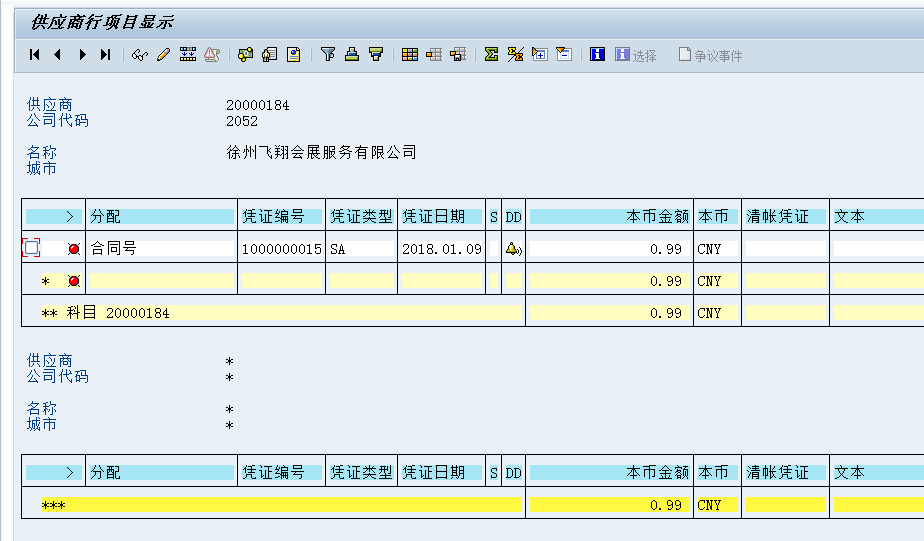 供应商行项目显示
选择 争议事件
供应商 20000184
公司代码 2052
名称 徐州飞翔会展服务有限公司
城市
> 分配 凭证编号 凭证类型 凭证日期 S DD 本币金额 本币 清帐凭证 文本
合同号 1000000015 SA 2018.01.09 0.99 CNY
* 0.99 CNY
** 科目 20000184 0.99 CNY
供应商 *
公司代码 *
名称 *
城市 *
> 分配 凭证编号 凭证类型 凭证日期 S DD 本币金额 本币 清帐凭证 文本
*** 0.99 CNY